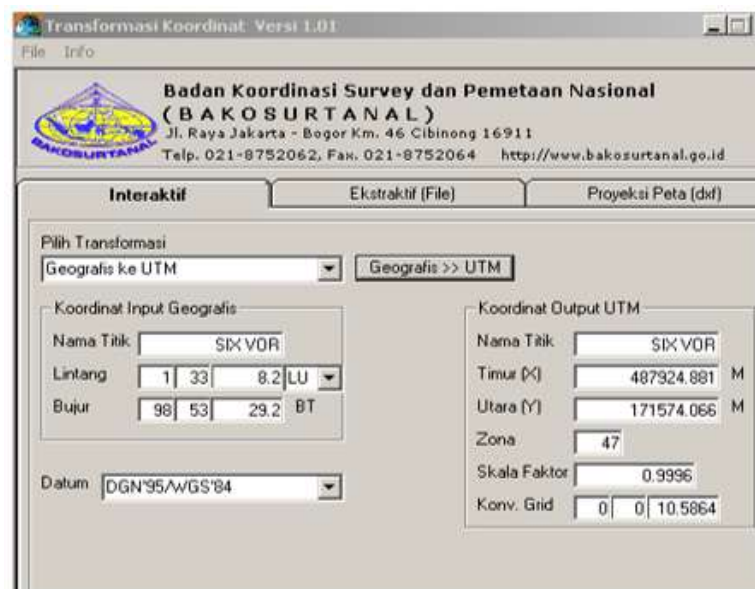 Transformasi Koordinat Versi 1.01
File Info
BAKOSURTANAL
Badan Koordinasi Survey dan Pemetaan Nasional
(BAKOSURTANAL)
Jl. Raya Jakarta - Bogor Km. 46 Cibinong 16911
Telp. 021-8752062, Fax. 021-8752064 http://www.bakosurtanal.go.id
Interaktif Ekstraktif (File) Proyeksi Peta (dxf)
Pilih Transformasi
Geografis ke UTM Geografis >> UTM
Koordinat Input Geografis
Nama Titik SIX VOR
Lintang 1 33 8.2 LU
Bujur 98 53 29.2 BT
Datum DGN'95/WGS'84
Koordinat Output UTM
Nama Titik SIX VOR
Timur (X) 487924.881 M
Utara (Y) 171574.066 M
Zona 47
Skala Faktor 0.9996
Konv. Grid 0 0 10.5864